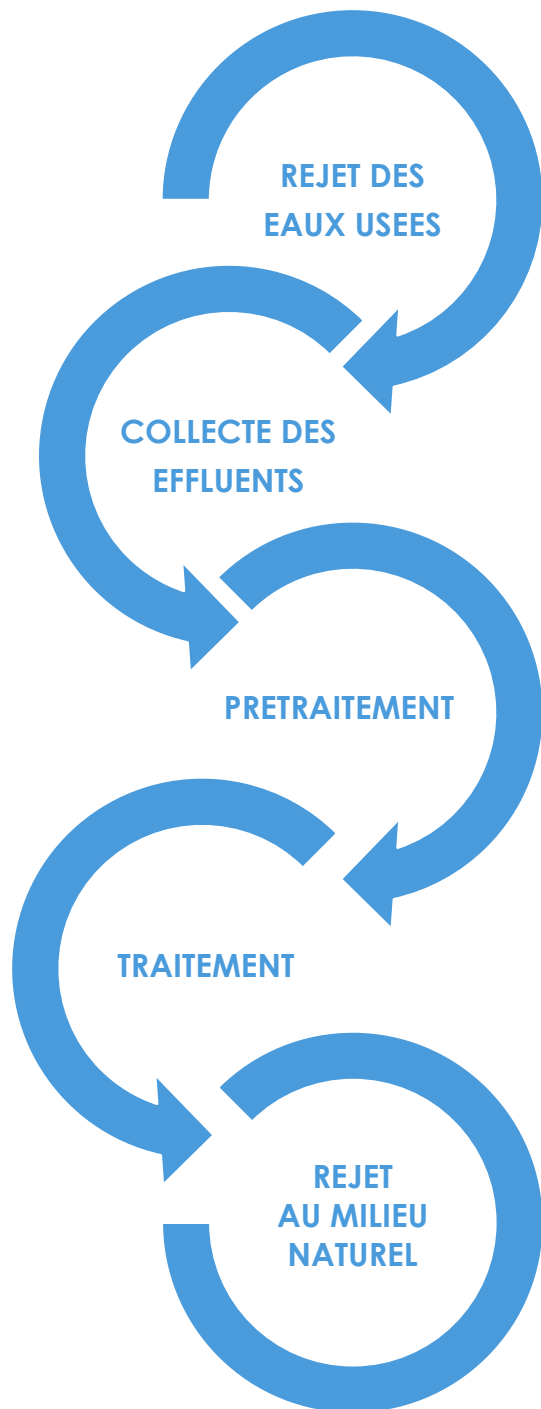 REJET DES
EAUX USEES
COLLECTE DES
EFFLUENTS
PRETRAITEMENT
TRAITEMENT
REJET
AU MILIEU
NATUREL